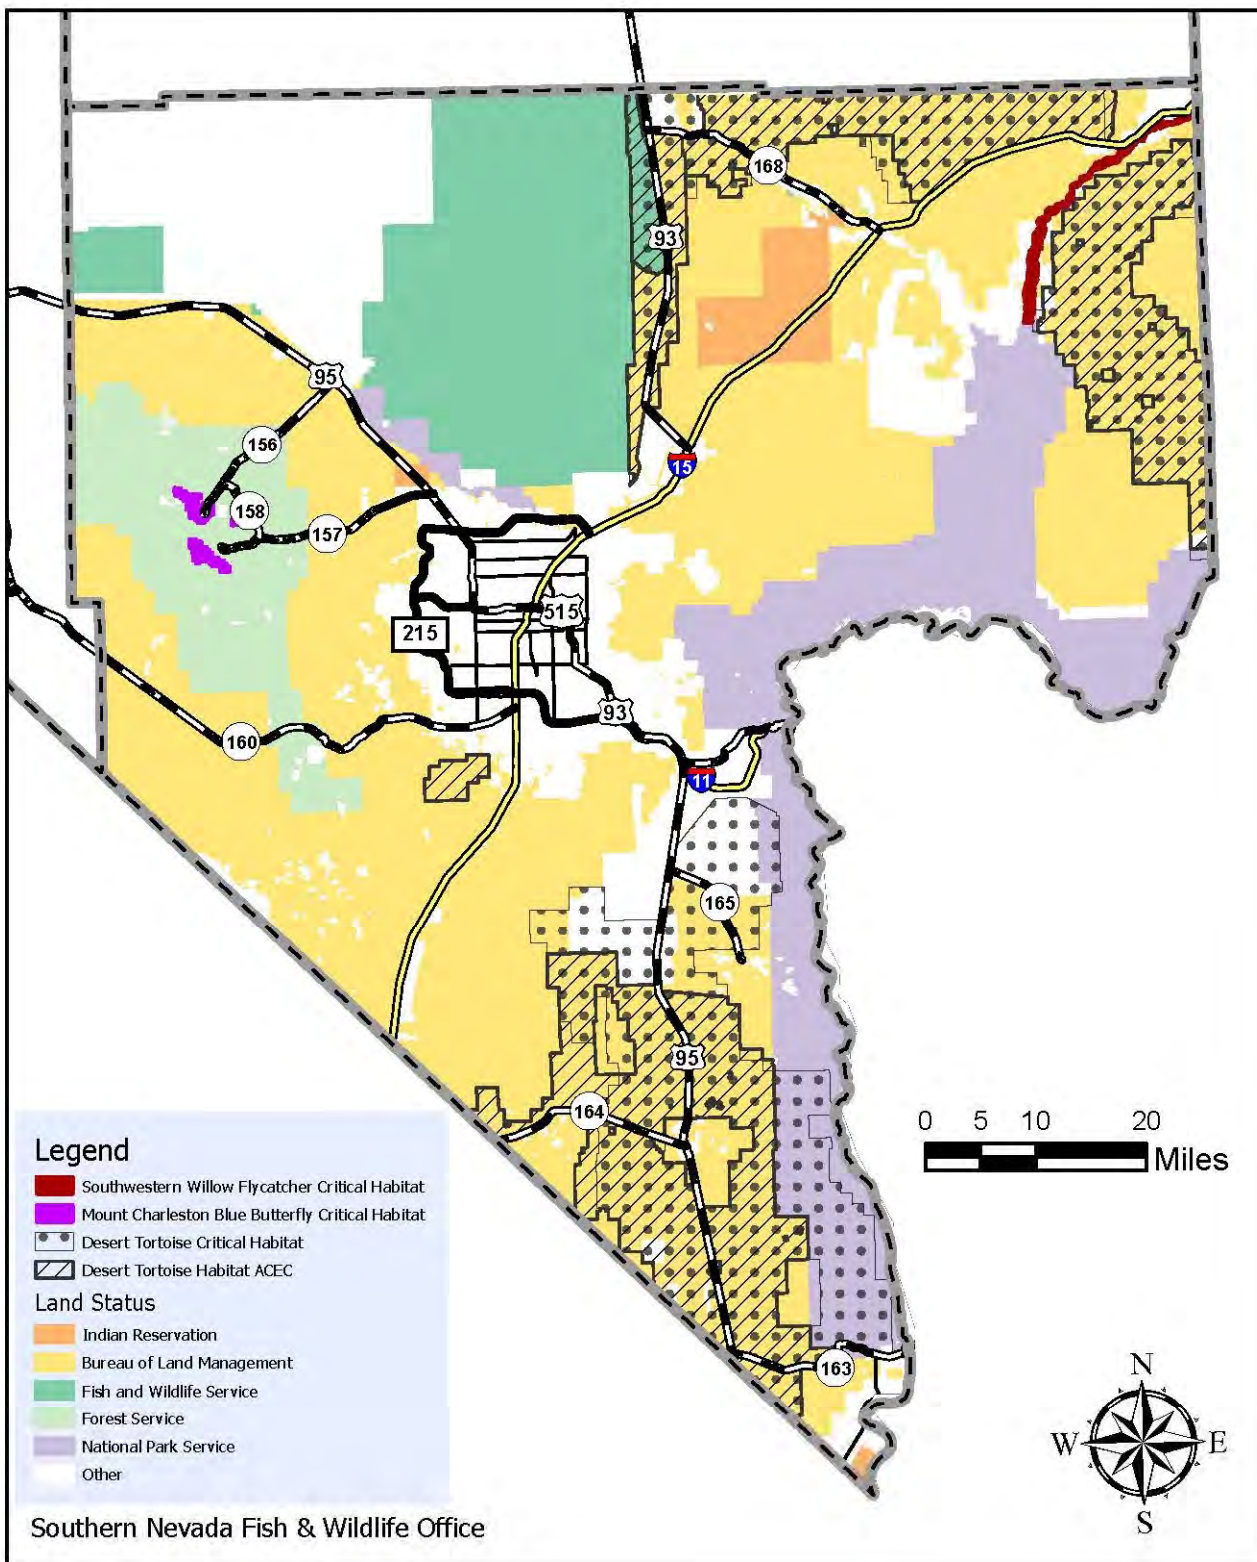 168
93
95
156
15
158
157
515
215
93
160
11
165
95
164
0 5 10 20
Miles
163
Legend
Southwestern Willow Flycatcher Critical Habitat
Mount Charleston Blue Butterfly Critical Habitat
Desert Tortoise Critical Habitat
Desert Tortoise Habitat ACEC
Land Status
Indian Reservation
Bureau of Land Management
Fish and Wildlife Service
Forest Service
National Park Service
Other
N
W E
S
Southern Nevada Fish & Wildlife Office